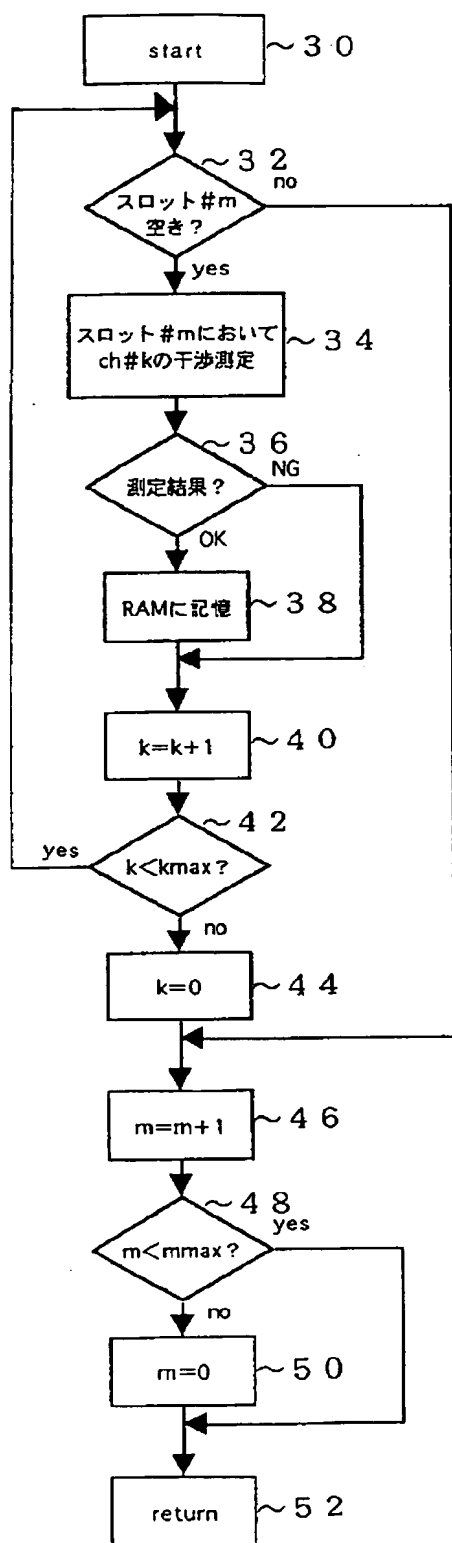 start
~30
~32
no
スロット#m
空き?
yes
スロット#mにおいて
ch#kの干渉測定
~34
~36
NG
測定結果?
OK
RAMに記憶
~38
k=k+1
~40
~42
yes
k<kmax?
no
k=0
~44
m=m+1
~46
~48
yes
m<mmax?
no
m=0
~50
return
~52